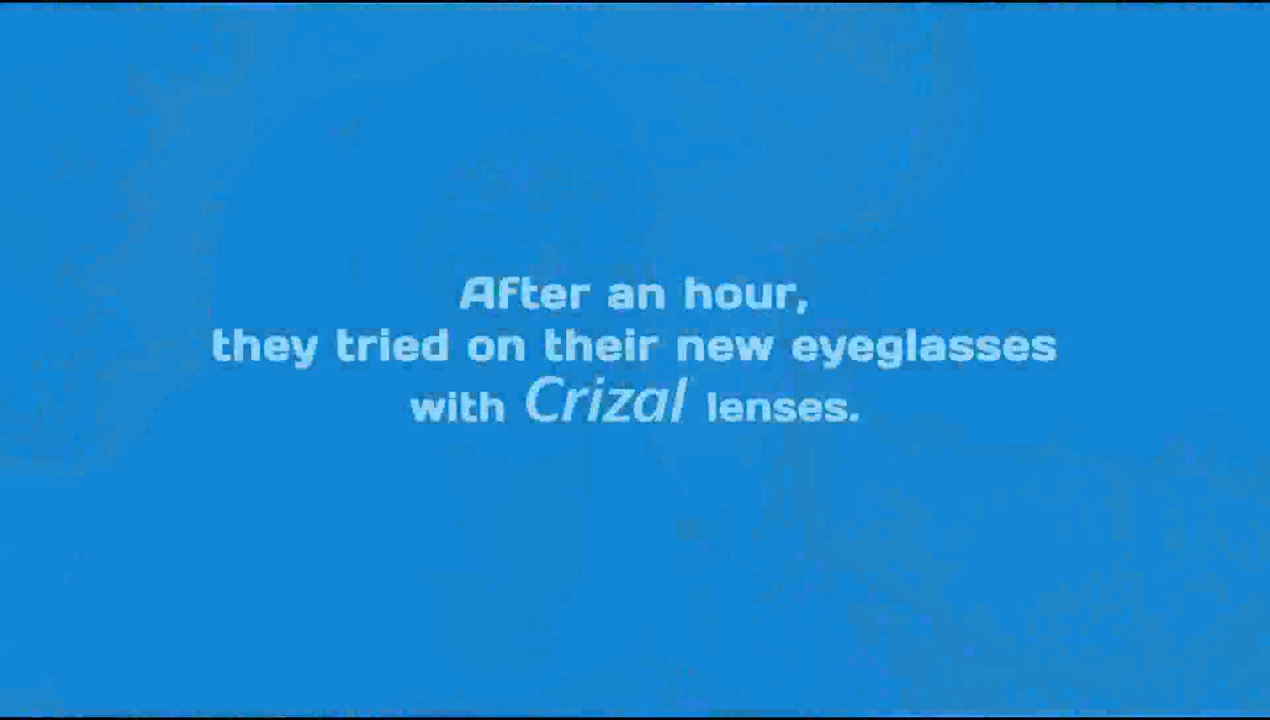 After an hour,
they tried on their new eyeglasses
with Crizal lenses.